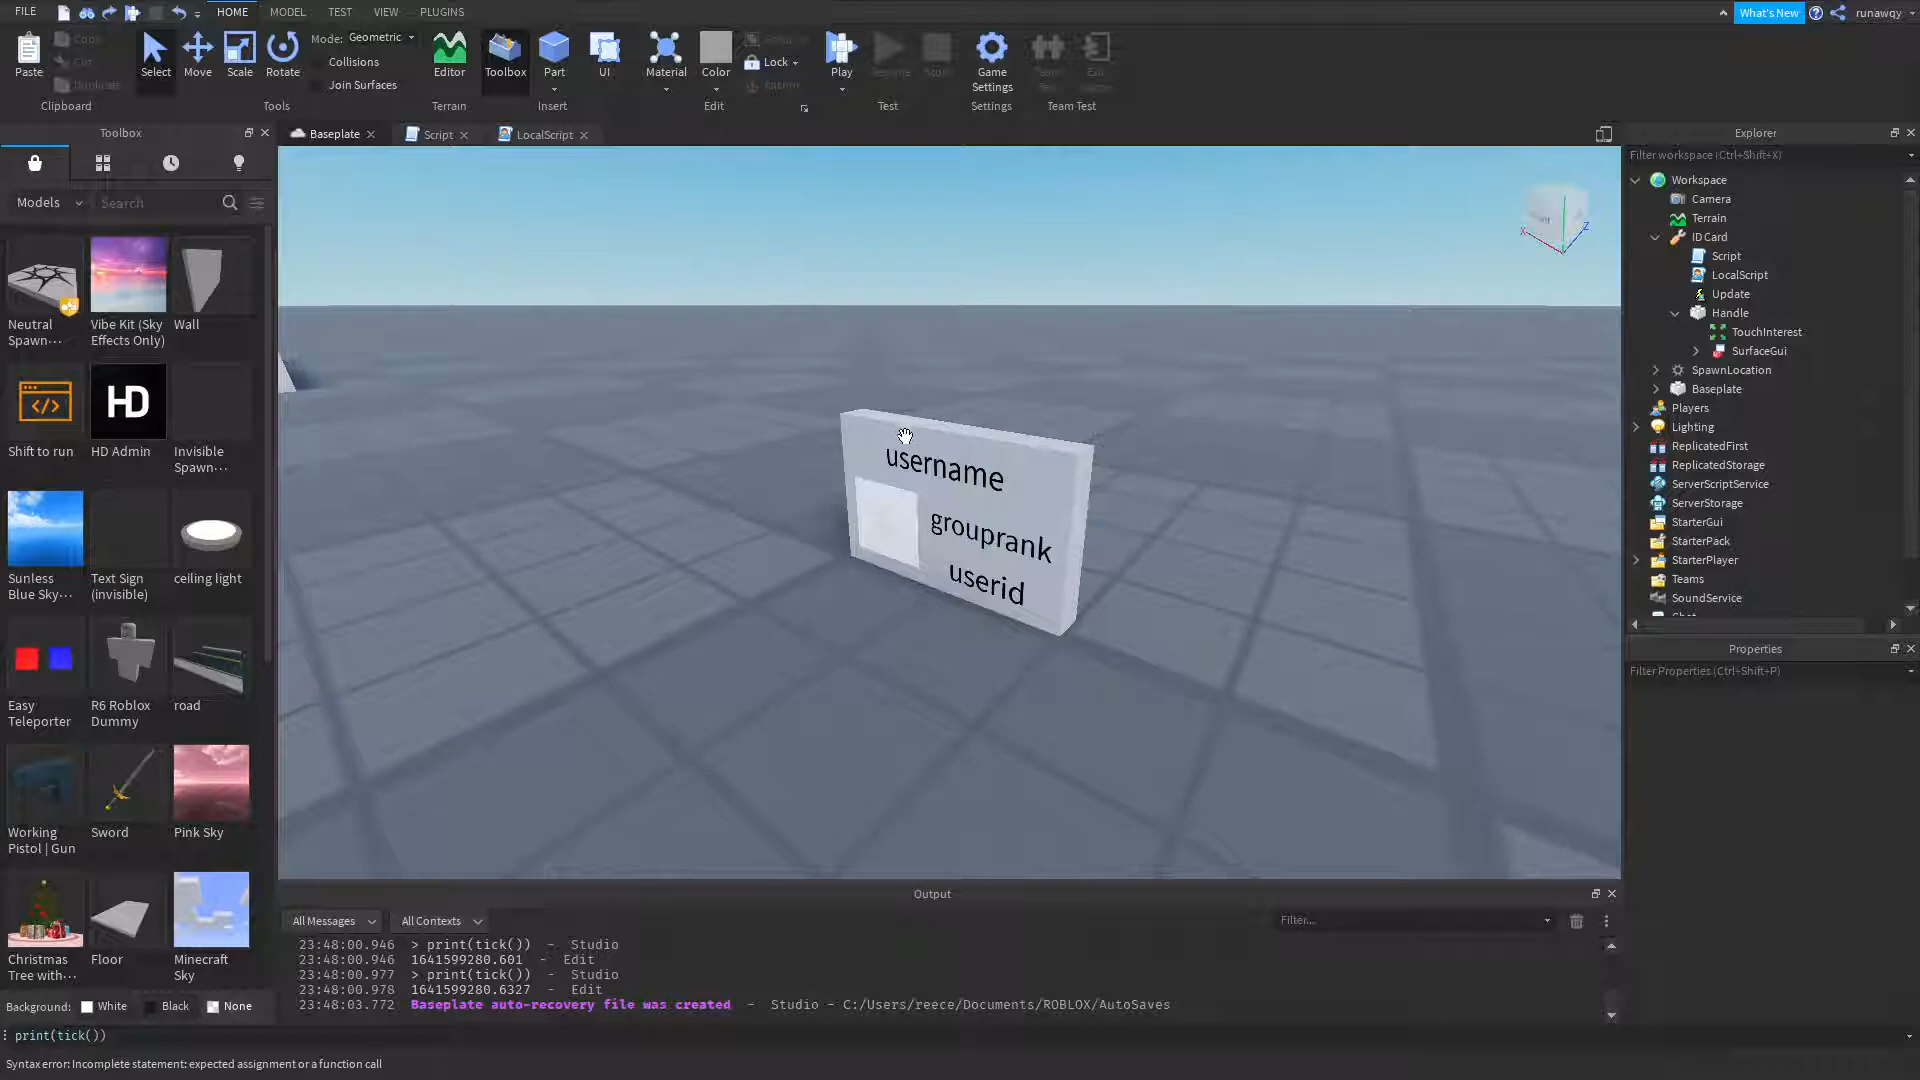 FILE
HOME
MODEL
TEST
VIEW
PLUGINS
What's New
runawqy
Paste
Copy
Cut
Duplicate
Clipboard
Select
Move
Scale
Rotate
Mode: Geometric
Collisions
Join Surfaces
Tools
Editor
Terrain
Toolbox
Part
UI
Insert
Material
Color
Group
Lock
Anchor
Edit
Play
Resume
Stop
Test
Game
Settings
Settings
Team
Test
Exit
Game
Team Test
Toolbox
Baseplate
Script
LocalScript
Explorer
Models
Search
Neutral
Spawn...
Vibe Kit (Sky
Effects Only)
Wall
Shift to run
HD
HD Admin
Invisible
Spawn...
Sunless
Blue Sky...
Text Sign
(invisible)
ceiling light
Easy
Teleporter
R6 Roblox
Dummy
road
Working
Pistol | Gun
Sword
Pink Sky
Christmas
Tree with...
Floor
Minecraft
Sky
Background:
White
Black
None
username
grouprank
userid
X
Z
Filter workspace (Ctrl+Shift+X)
Workspace
Camera
Terrain
ID Card
Script
LocalScript
Update
Handle
TouchInterest
SurfaceGui
SpawnLocation
Baseplate
Players
Lighting
ReplicatedFirst
ReplicatedStorage
ServerScriptService
ServerStorage
StarterGui
StarterPack
StarterPlayer
Teams
SoundService
Chat
Properties
Filter Properties (Ctrl+Shift+P)
Output
All Messages
All Contexts
Filter...
23:48:00.946 > print(tick()) - Studio
23:48:00.946 1641599280.601 - Edit
23:48:00.977 > print(tick()) - Studio
23:48:00.978 1641599280.6327 - Edit
23:48:03.772 Baseplate auto-recovery file was created - Studio - C:/Users/reece/Documents/ROBLOX/AutoSaves
print(tick())
Syntax error: Incomplete statement: expected assignment or a function call